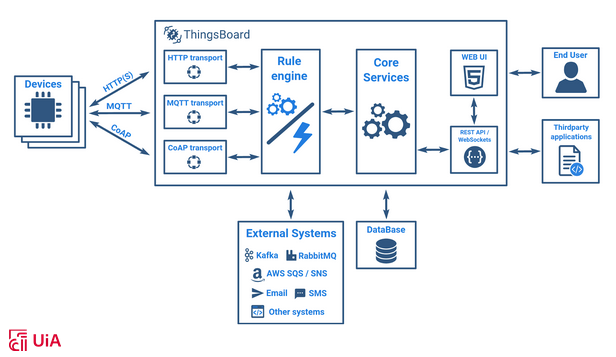 ThingsBoard
Devices
HTTP(S)
MQTT
CoAP
HTTP transport
MQTT transport
CoAP transport
Rule
engine
Core
Services
WEB UI
REST API /
WebSockets
End User
Thirdparty
applications
External Systems
Kafka
RabbitMQ
AWS SQS / SNS
Email
SMS
Other systems
DataBase
UiA